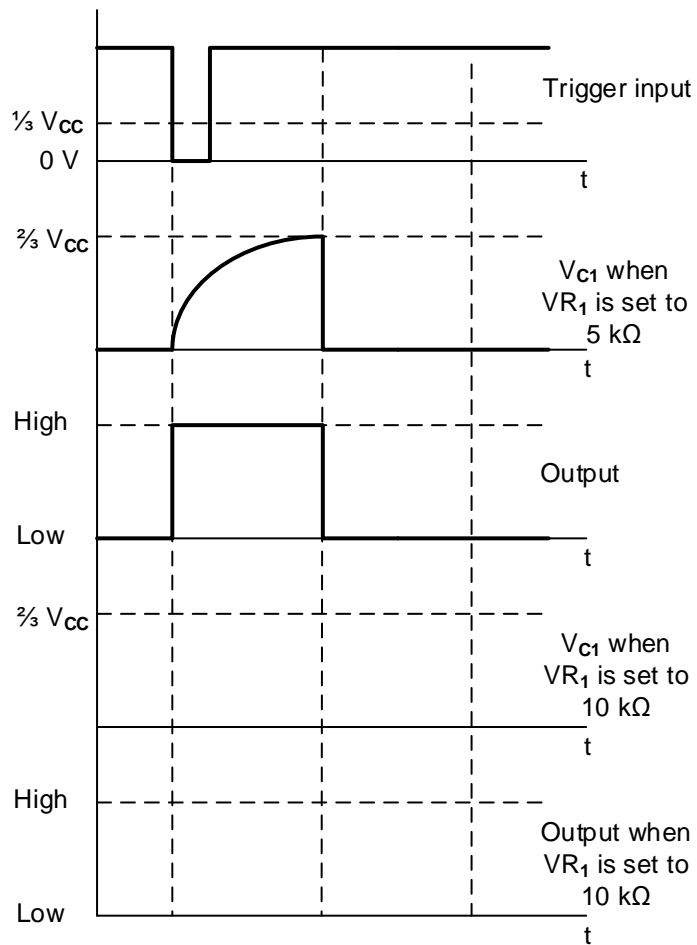 Trigger input
⅓ VCC
0 V
t
⅔ VCC
VC1 when
VR1 is set to
5 kΩ
t
High
Output
Low
t
⅔ VCC
VC1 when
VR1 is set to
10 kΩ
t
High
Output when
VR1 is set to
10 kΩ
Low
t